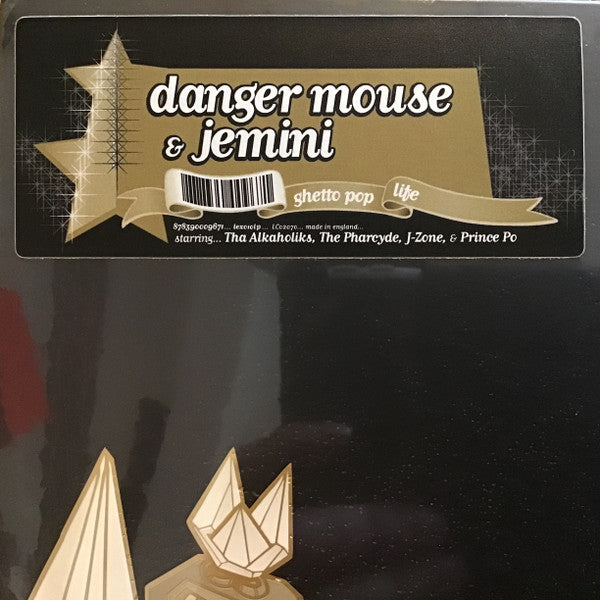 danger mouse
& jemini
ghetto pop life
878390009671... lex010lp... LC02070... made in england...
starring... Tha Alkaholiks, The Pharcyde, J-Zone, & Prince Po